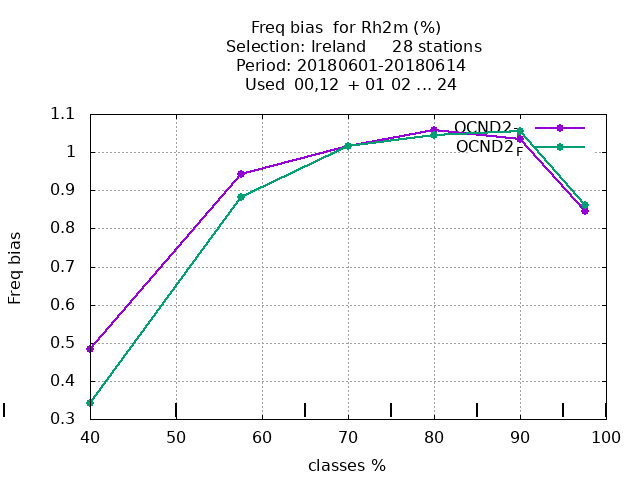 Freq bias for Rh2m (%)
Selection: Ireland 28 stations
Period: 20180601-20180614
Used 00,12 + 01 02 ... 24
1.1
1
0.9
0.8
0.7
0.6
0.5
0.4
0.3
Freq bias
OCND2
OCND2F
40 50 60 70 80 90 100
classes %